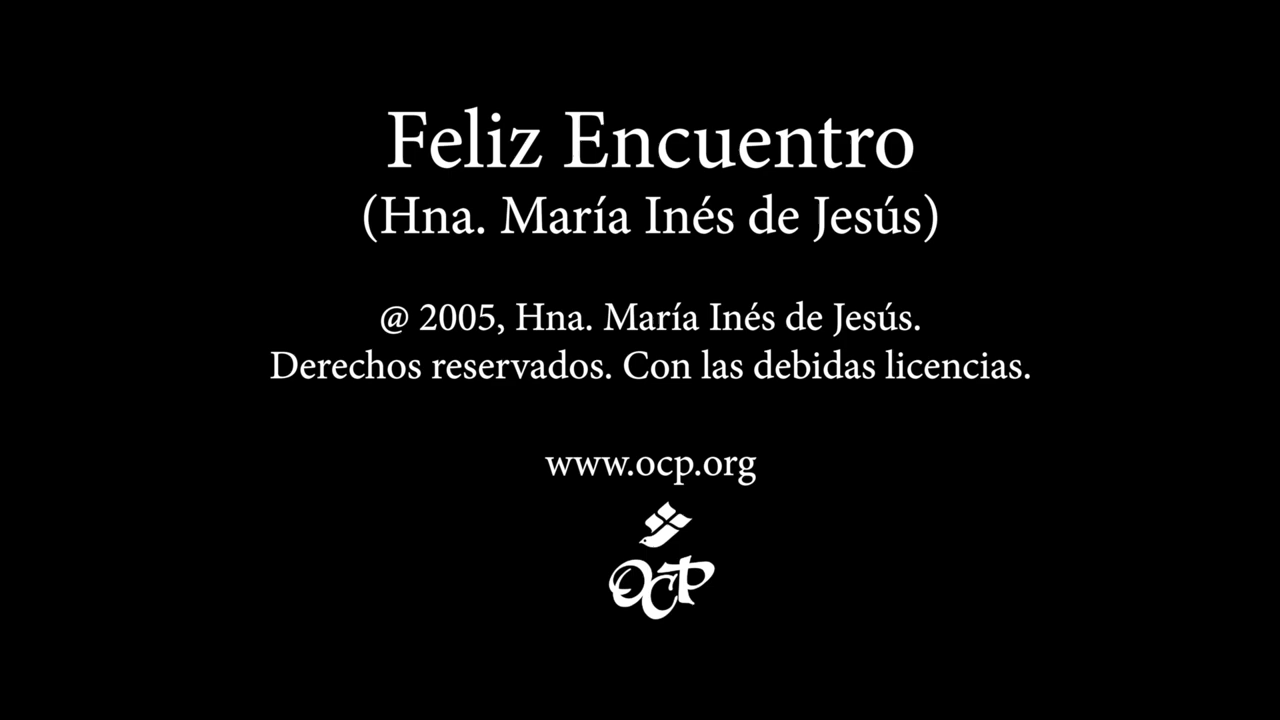 Feliz Encuentro
(Hna. María Inés de Jesús)
@ 2005, Hna. María Inés de Jesús.
Derechos reservados. Con las debidas licencias.
www.ocp.org
OCP